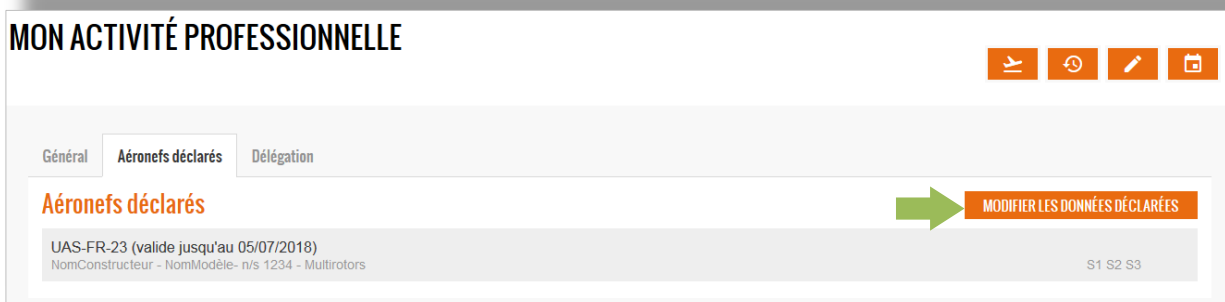 MON ACTIVITÉ PROFESSIONNELLE
Général Aéronefs déclarés Délégation
Aéronefs déclarés MODIFIER LES DONNÉES DÉCLARÉES
UAS-FR-23 (valide jusqu'au 05/07/2018)
NomConstructeur - NomModèle- n/s 1234 - Multirotors S1 S2 S3